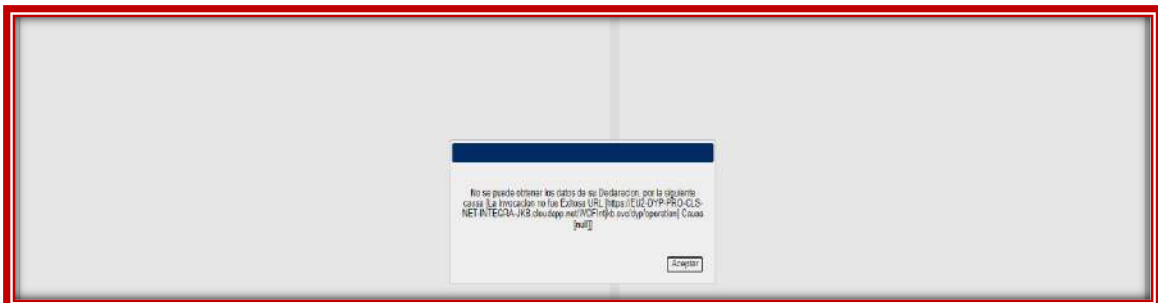 No se puede obtener los datos de su Declaracion, por la siguiente
causa [La Invocacion no fue Exitosa URL [https://EU2-DYP-PRO-CLS-
NET-INTEGRA-JKB.cloudapp.net/WCFIntjkb.svc/dyp/operation] Causa
[null]]
Aceptar